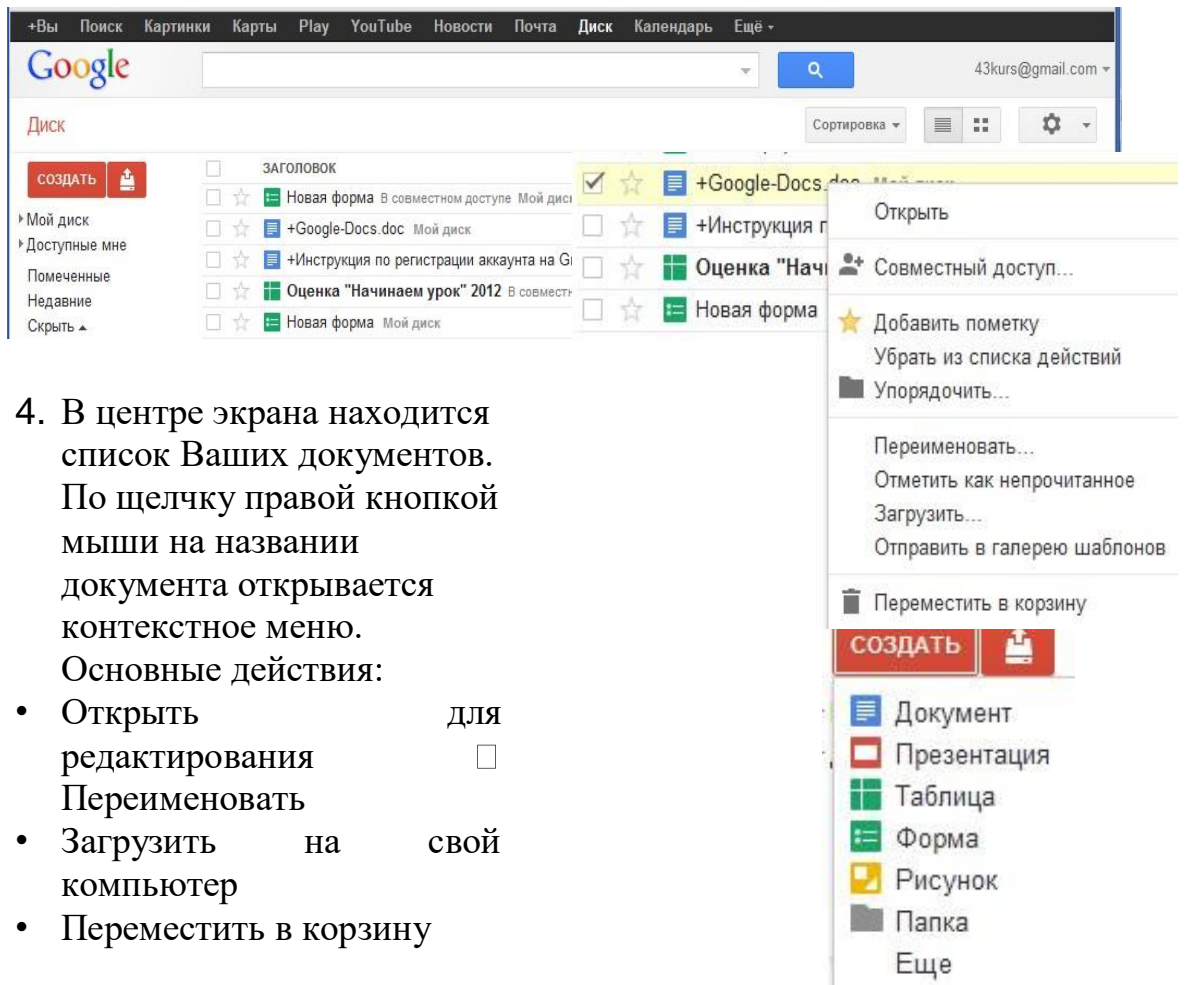 +Вы Поиск Картинки Карты Play YouTube Новости Почта Диск Календарь Ещё
Google
43kurs@gmail.com
Диск
Сортировка
СОЗДАТЬ
Мой диск
Доступные мне
Помеченные
Недавние
Скрыть
ЗАГОЛОВОК
Новая форма В совместном доступе Мой
+Google-Docs.doc Мой диск
+Инструкция по регистрации аккаунта на
Оценка "Начинаем урок" 2012 В
Новая форма Мой диск
+Google-Docs.doc Мой диск
+Инструкция
Оценка
Новая форма
Открыть
Совместный доступ...
Добавить пометку
Убрать из списка действий
Упорядочить...
Переименовать...
Отметить как непрочитанное
Загрузить...
Отправить в галерею шаблонов
Переместить в корзину
4. В центре экрана находится
список Ваших документов.
По щелчку правой кнопкой
мыши на названии
документа открывается
контекстное меню.
Основные действия:
• Открыть для
редактирования □
Переименовать
• Загрузить на свой
компьютер
• Переместить в корзину
СОЗДАТЬ
Документ
Презентация
Таблица
Форма
Рисунок
Папка
Еще